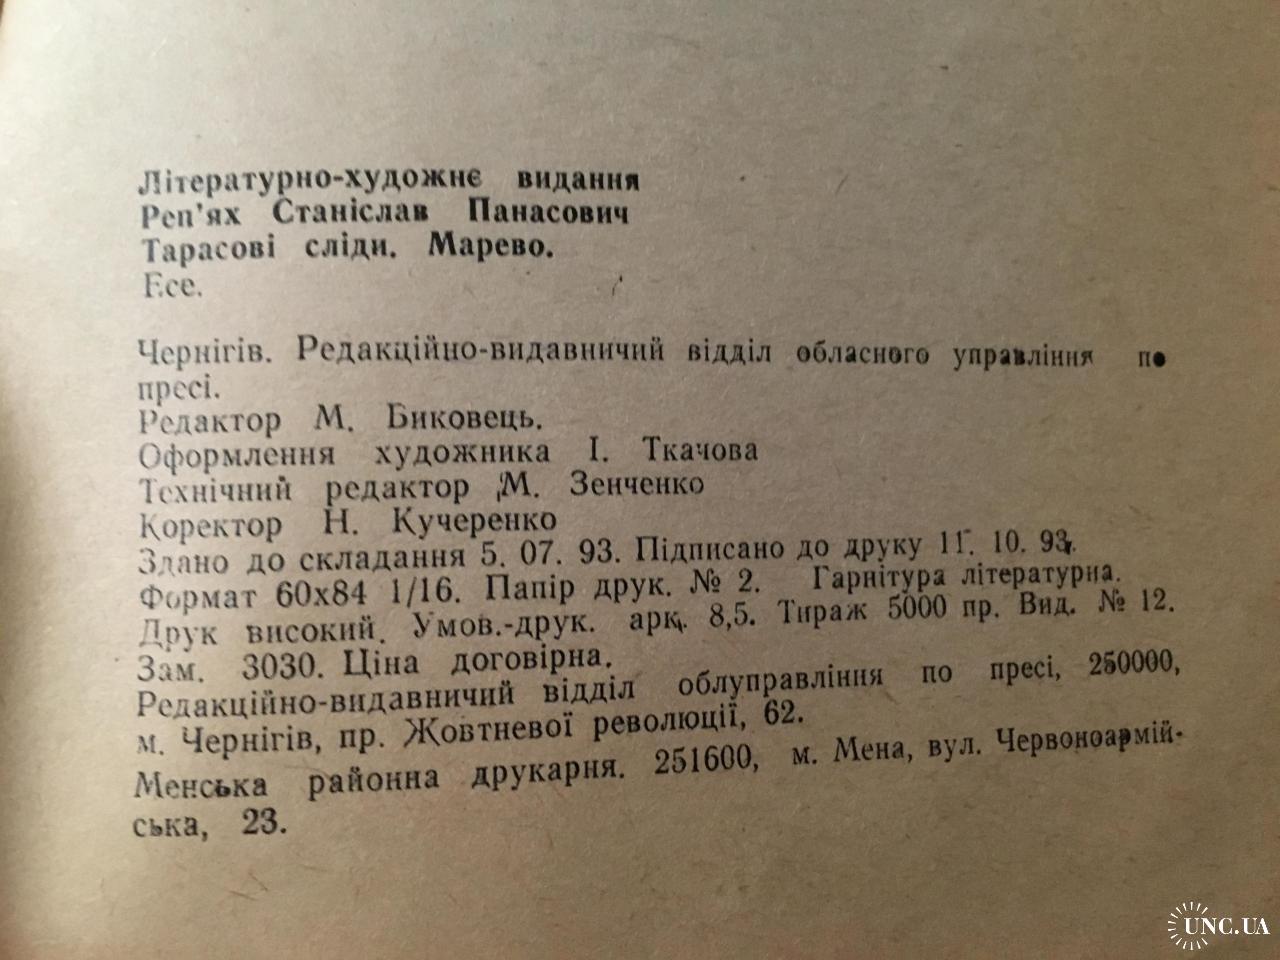 Літературно-художнє видання
Реп'ях Станіслав Панасович
Тарасові сліди. Марево.
Есе.
Чернігів. Редакційно-видавничий відділ обласного управління по
пресі.
Редактор М. Биковець.
Оформлення художника І. Ткачова
Технічний редактор М. Зенченко
Коректор Н. Кучеренко
Здано до складання 5. 07. 93. Підписано до друку 11. 10. 93.
Формат 60х84 1/16. Папір друк. № 2. Гарнітура літературна.
Друк високий. Умов.-друк. арк. 8,5. Тираж 5000 пр. Вид. № 12.
Зам. 3030. Ціна договірна.
Редакційно-видавничий відділ облуправління по пресі, 250000,
м. Чернігів, пр. Жовтневої революції, 62.
Менська районна друкарня. 251600, м. Мена, вул. Червоноармій-
ська, 23.
UNC.UA